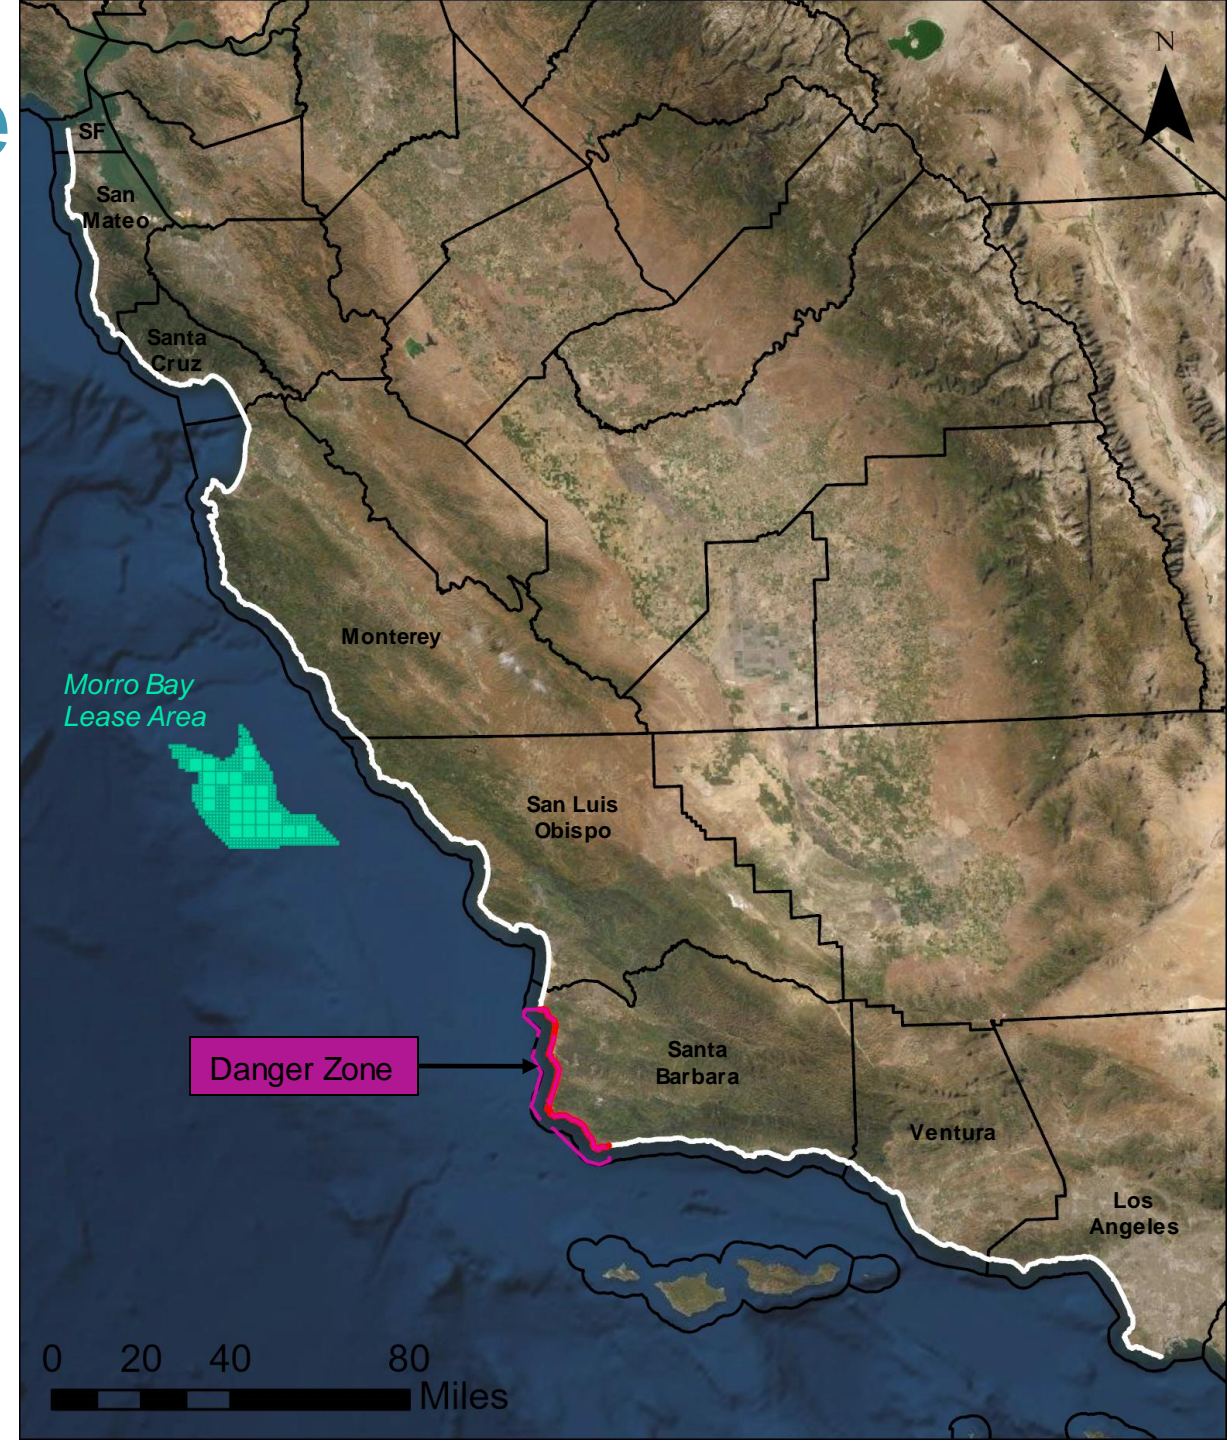 e
N
SF
San
Mateo
Santa
Cruz
Monterey
Morro Bay
Lease Area
San Luis
Obispo
Danger Zone
Santa
Barbara
Ventura
Los
Angeles
0 20 40 80
Miles